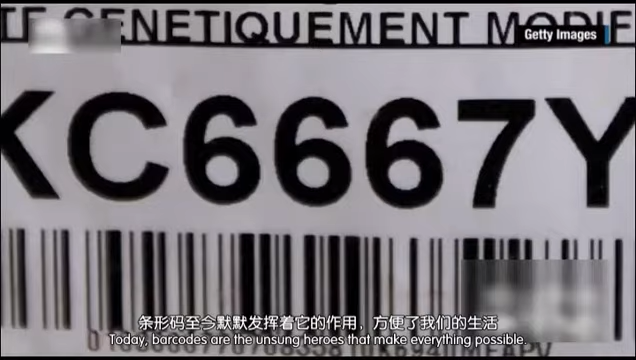 TE GENETIQUEMENT MODIF
Getty Images
KC6667Y
条形码至今默默发挥着它的作用，方便了我们的生活
Today, barcodes are the unsung heroes that make everything possible.